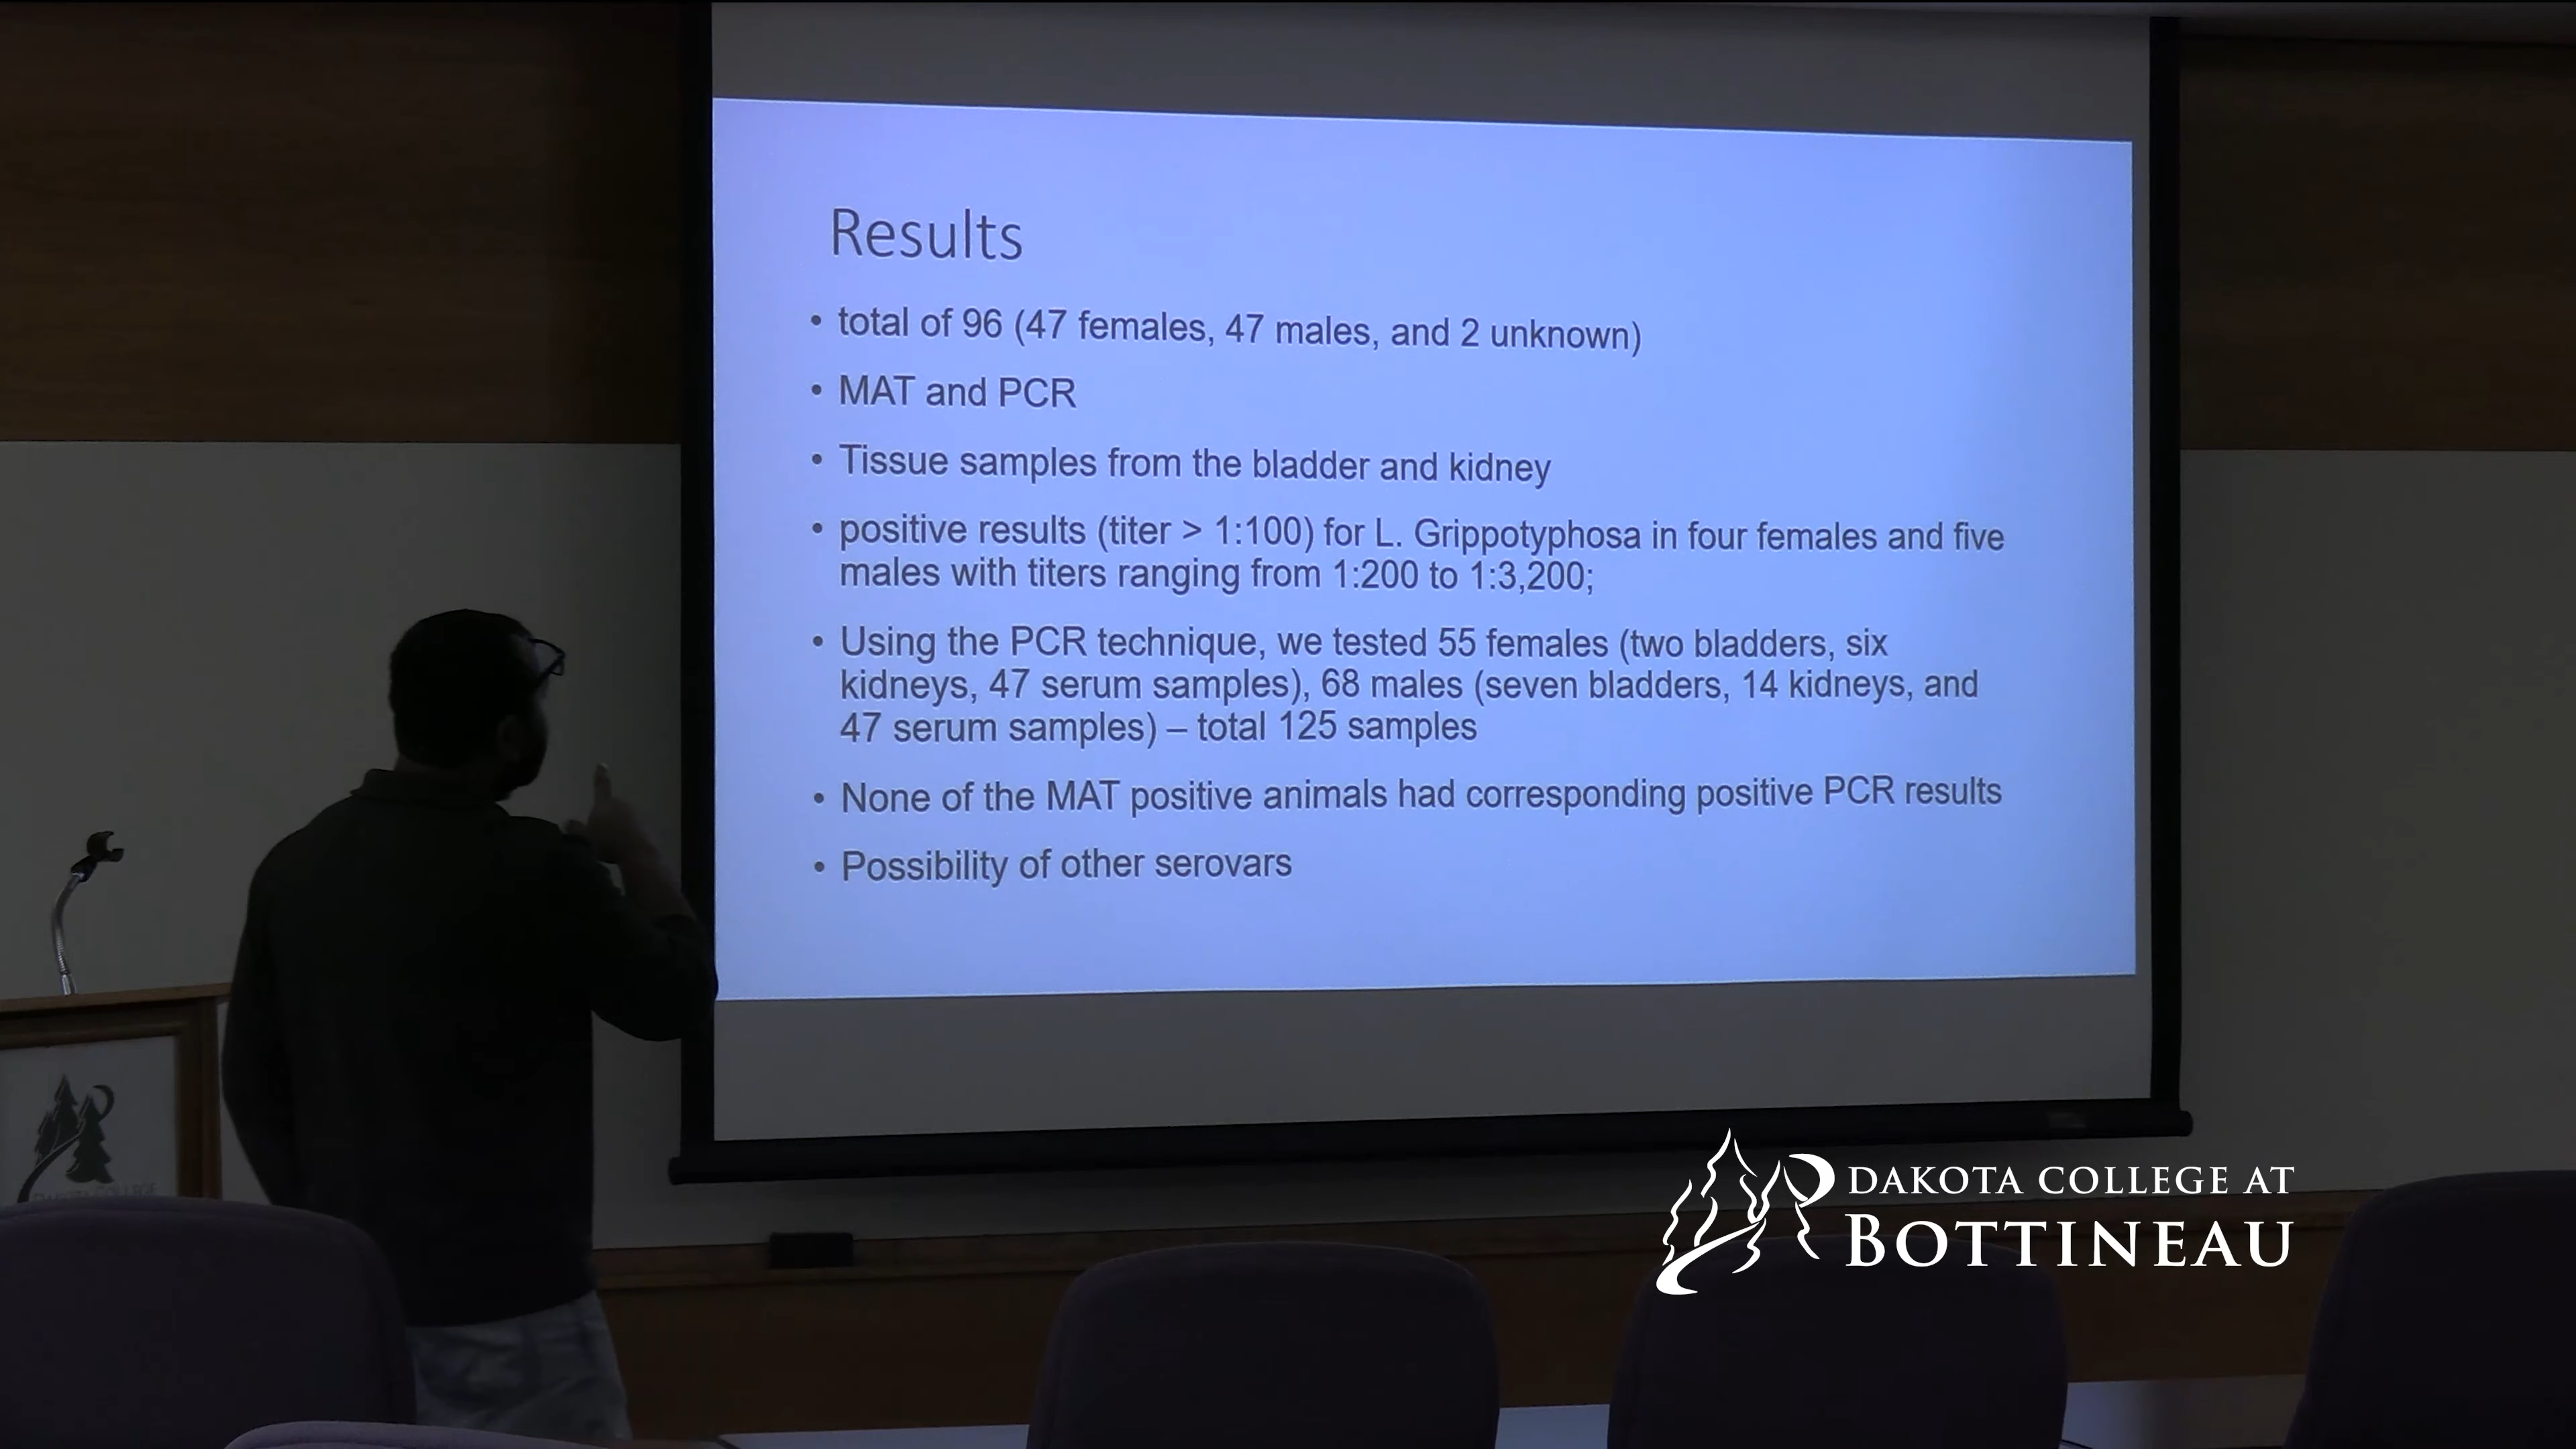 Results
• total of 96 (47 females, 47 males, and 2 unknown)
• MAT and PCR
• Tissue samples from the bladder and kidney
• positive results (titer > 1:100) for L. Grippotyphosa in four females and five
males with titers ranging from 1:200 to 1:3,200;
• Using the PCR technique, we tested 55 females (two bladders, six
kidneys, 47 serum samples), 68 males (seven bladders, 14 kidneys, and
47 serum samples) – total 125 samples
• None of the MAT positive animals had corresponding positive PCR results
• Possibility of other serovars
DAKOTA COLLEGE
DAKOTA COLLEGE AT
BOTTINEAU